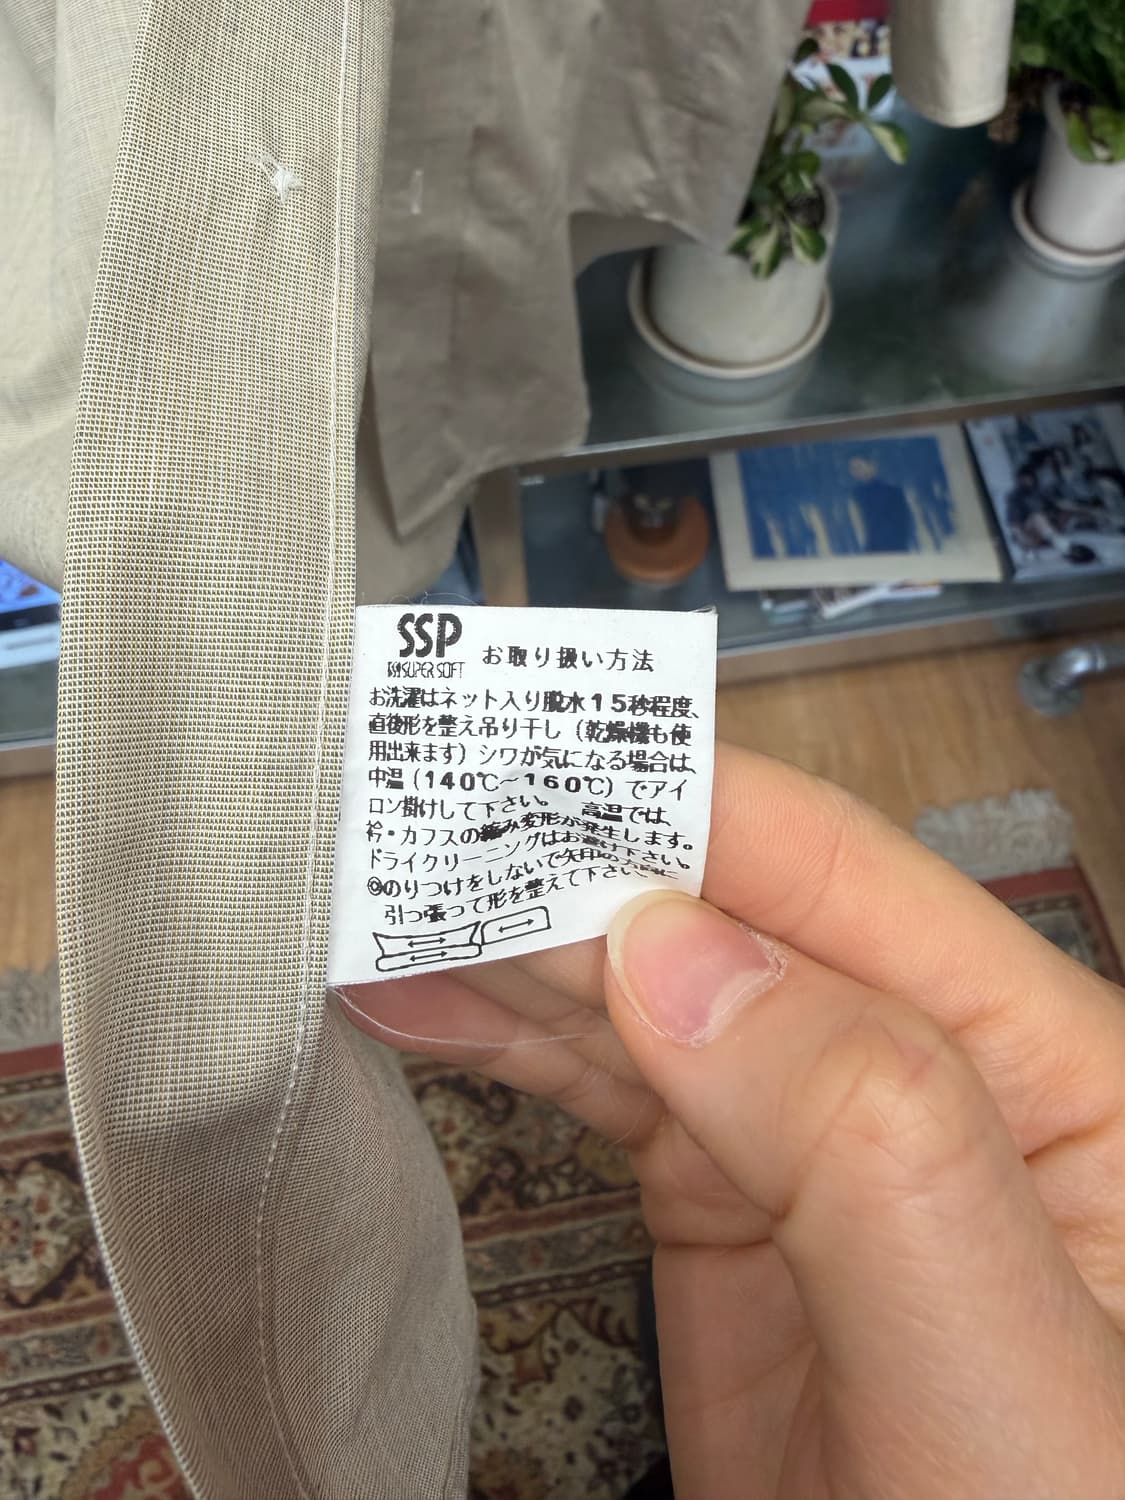 SSP
SUPER SOFT
お取り扱い方法
お洗濯はネット入り脱水15秒程度、
直後形を整え吊り干し（乾燥機も使
用出来ます）シワが気になる場合は、
中温（140℃〜160℃）でアイ
ロン掛けして下さい。 高温では、
衿・カフスの縮み変形が発生します。
ドライクリーニングはお避け下さい。
◎のりつけをしないで矢印の方向に
引っ張って形を整えて下さい。